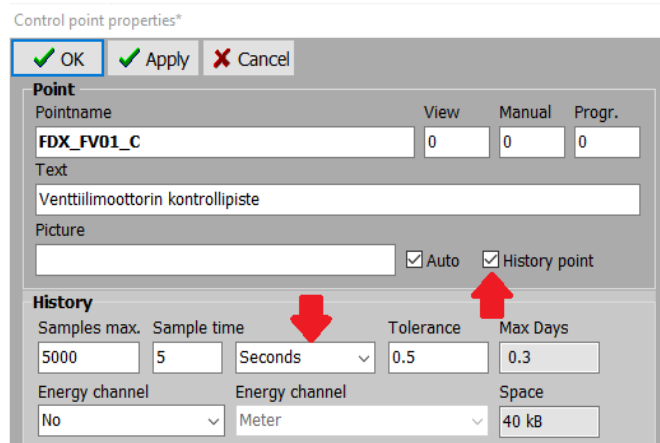 Control point properties*
OK Apply Cancel
Point
Pointname View Manual Progr.
FDX_FV01_C 0 0 0
Text
Venttiilimoottorin kontrollipiste
Picture
Auto History point
History
Samples max. Sample time Tolerance Max Days
5000 5 Seconds 0.5 0.3
Energy channel Energy channel Space
No Meter 40 kB